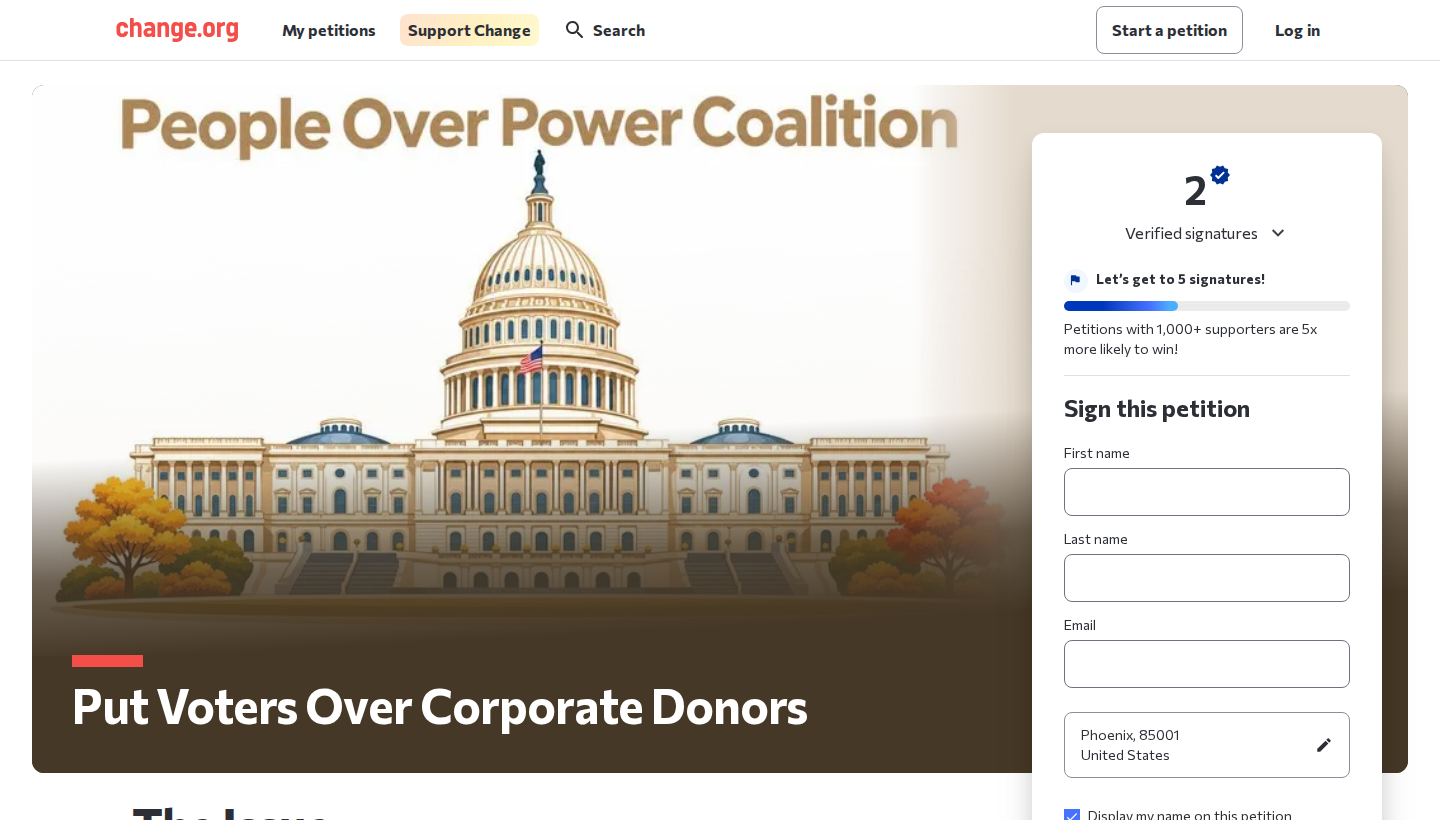 change.org
My petitions
Support Change
Search
Start a petition
Log in
People Over Power Coalition
2
Verified signatures
Let's get to 5 signatures!
Petitions with 1,000+ supporters are 5x
more likely to win!
Sign this petition
First name
Last name
Email
Phoenix, 85001
United States
Display my name on this petition
Put Voters Over Corporate Donors
The Issue